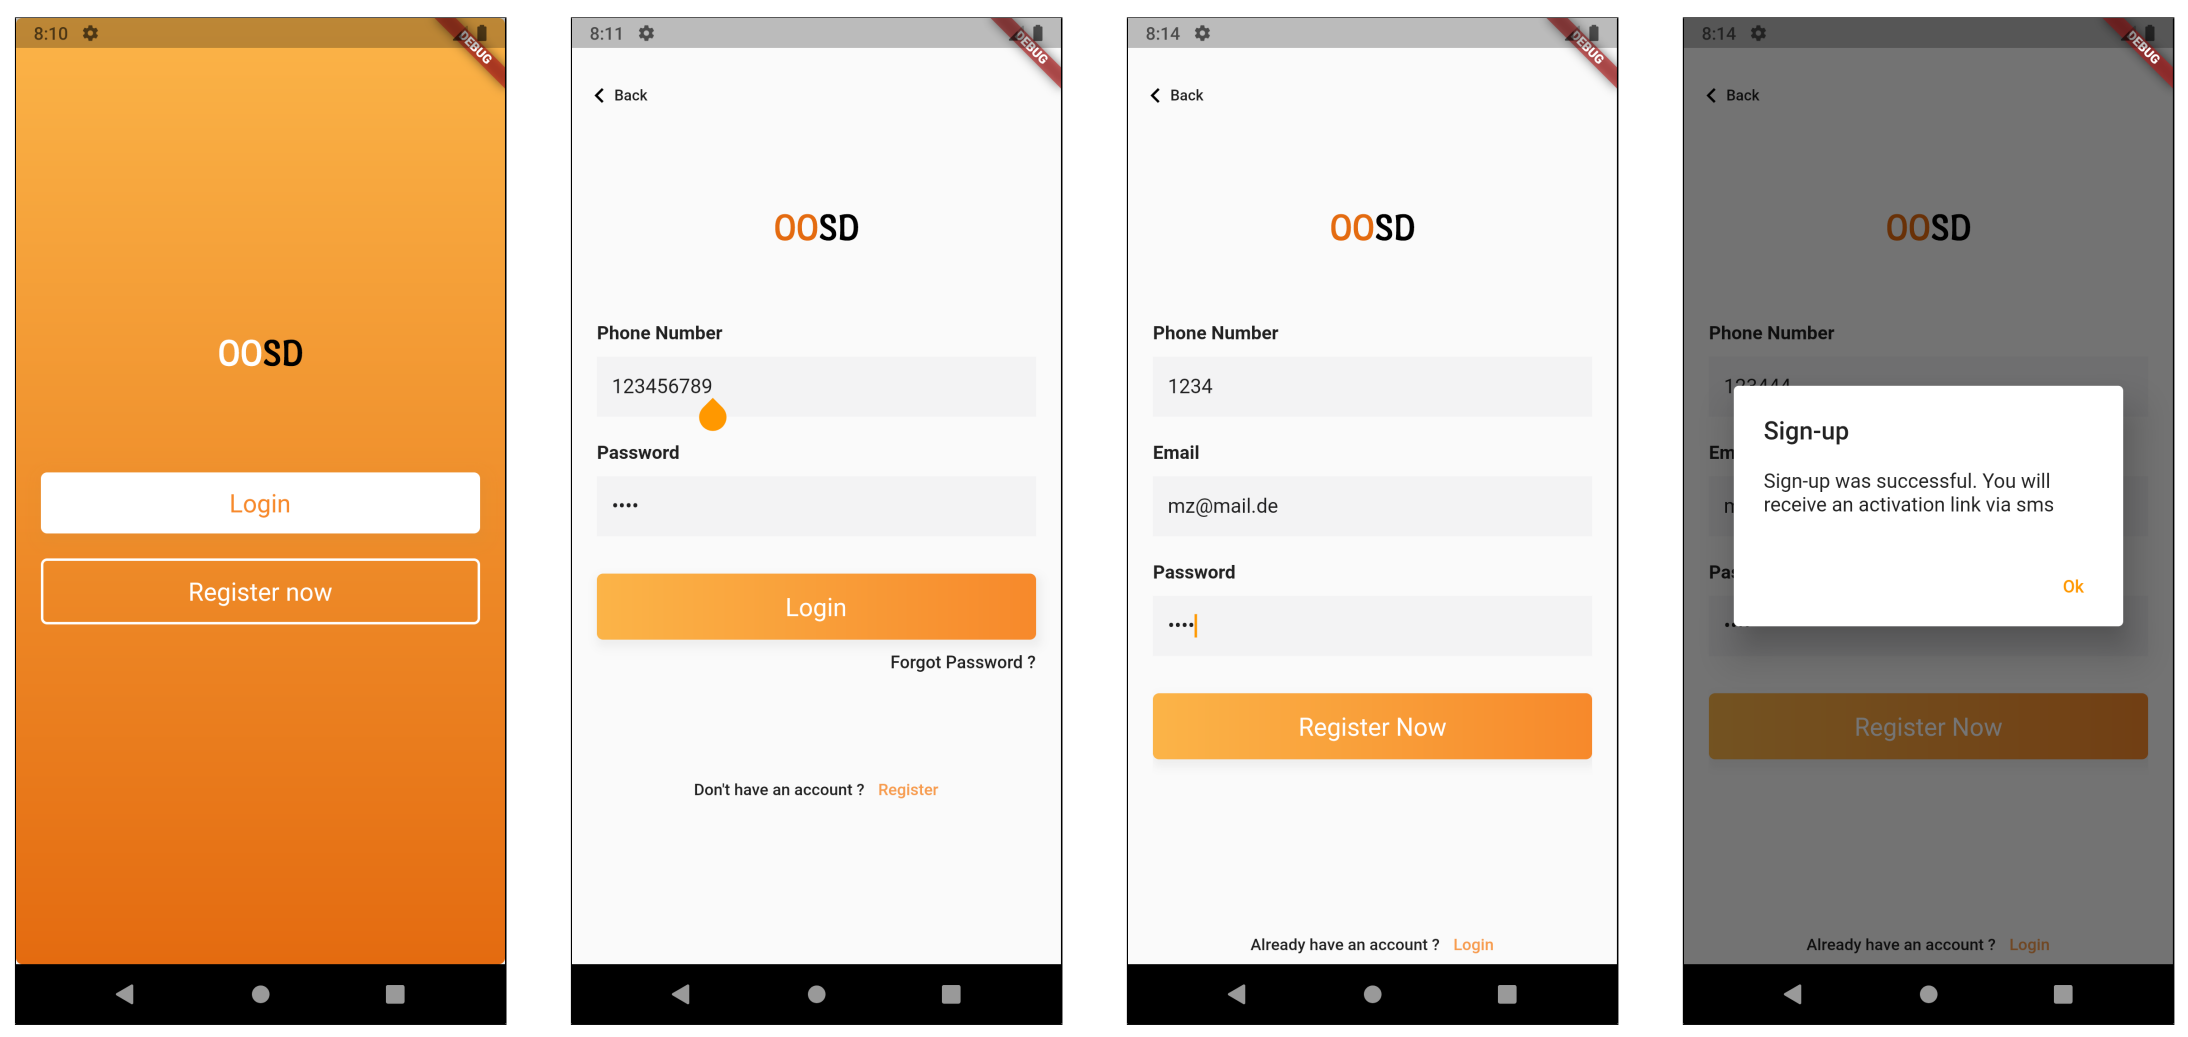 8:10
DEBUG
OOSD
Login
Register now
8:11
DEBUG
Back
OOSD
Phone Number
123456789
Password
••••
Login
Forgot Password ?
Don't have an account ? Register
8:14
DEBUG
Back
OOSD
Phone Number
1234
Email
mz@mail.de
Password
••••
Register Now
Already have an account ? Login
8:14
DEBUG
Back
OOSD
Phone Number
123444
Sign-up
Sign-up was successful. You will
receive an activation link via sms
Ok
Em
Pas
Register Now
Already have an account ? Login